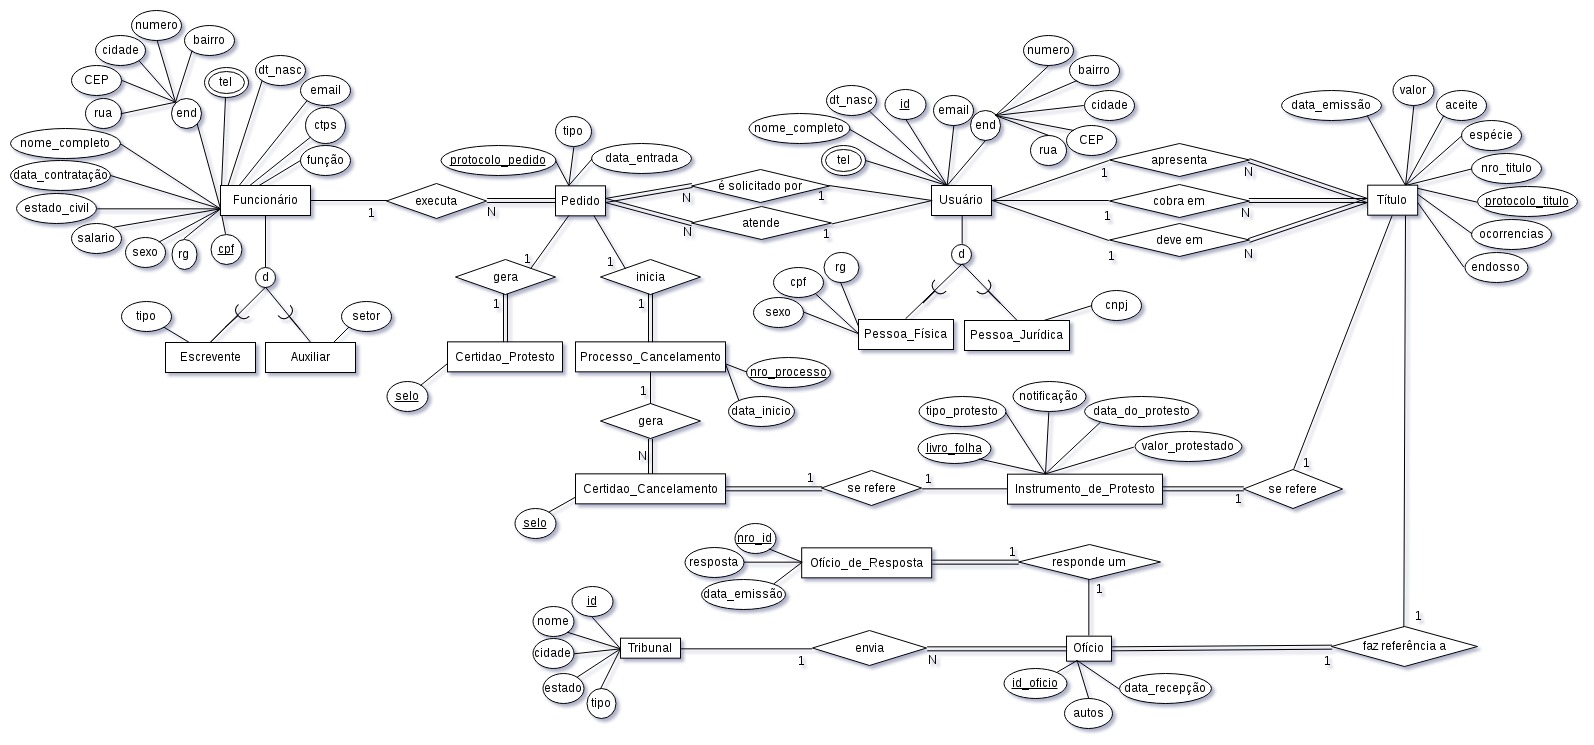 numero
cidade
bairro
CEP
tel
dt_nasc
email
rua
end
ctps
nome_completo
função
data_contratação
estado_civil
salario
sexo
rg
cpf
Funcionário
d
tipo
setor
Escrevente
Auxiliar
1
executa
N
protocolo_pedido
tipo
data_entrada
Pedido
N
é solicitado por
1
N
atende
1
1
gera
1
Certidao_Protesto
selo
1
inicia
1
Processo_Cancelamento
nro_processo
data_inicio
1
gera
N
Certidao_Cancelamento
selo
numero
bairro
cidade
CEP
rua
end
email
id
dt_nasc
nome_completo
tel
Usuário
d
rg
cpf
sexo
Pessoa_Física
Pessoa_Jurídica
cnpj
1
apresenta
N
1
cobra em
N
1
deve em
N
data_emissão
valor
aceite
espécie
nro_titulo
protocolo_titulo
ocorrencias
endosso
Título
1
se refere
1
tipo_protesto
notificação
data_do_protesto
livro_folha
valor_protestado
Instrumento_de_Protesto
1
se refere
1
nro_id
resposta
data_emissão
Ofício_de_Resposta
1
responde um
1
id
nome
cidade
estado
tipo
Tribunal
1
envia
N
Ofício
id_oficio
autos
data_recepção
1
faz referência a
1